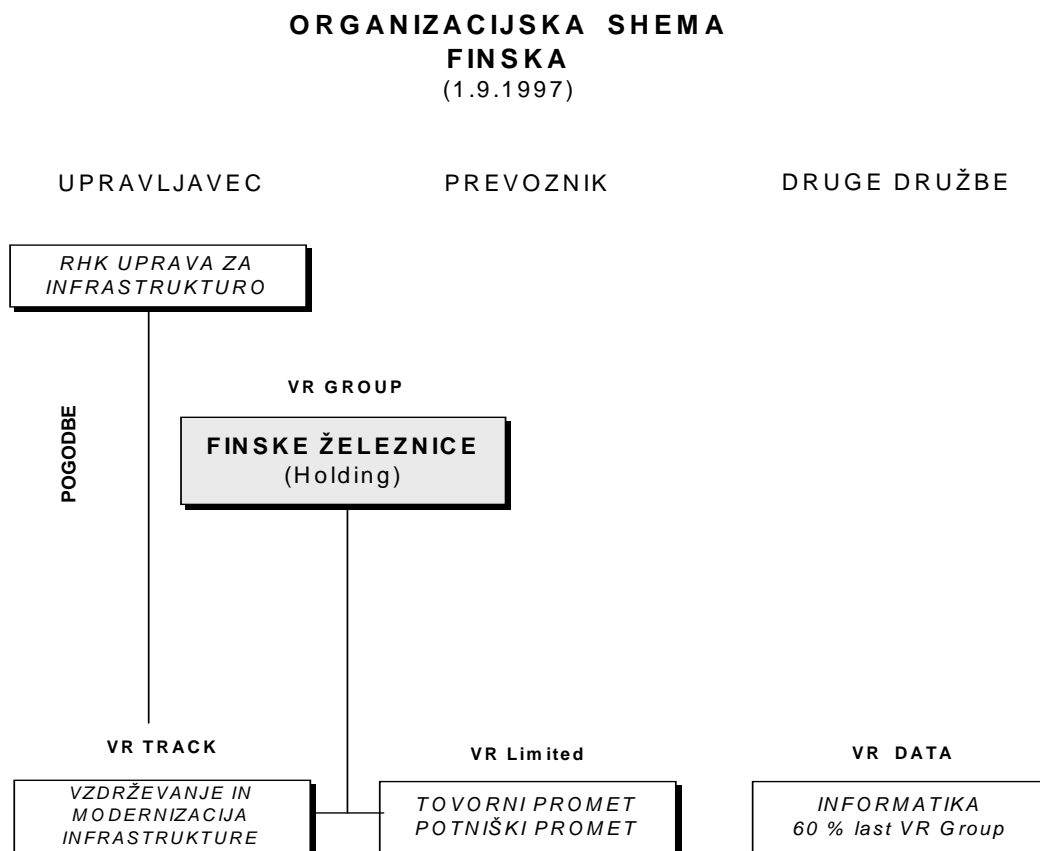 ORGANIZACIJSKA SHEMA
FINSKA
(1.9.1997)
UPRAVLJAVEC
PREVOZNIK
DRUGE DRUŽBE
RHK UPRAVA ZA
INFRASTRUKTURO
POGODBE
VR GROUP
FINSKE ŽELEZNICE
(Holding)
VR TRACK
VZDRŽEVANJE IN
MODERNIZACIJA
INFRASTRUKTURE
VR Limited
TOVORNI PROMET
POTNIŠKI PROMET
VR DATA
INFORMATIKA
60 % last VR Group